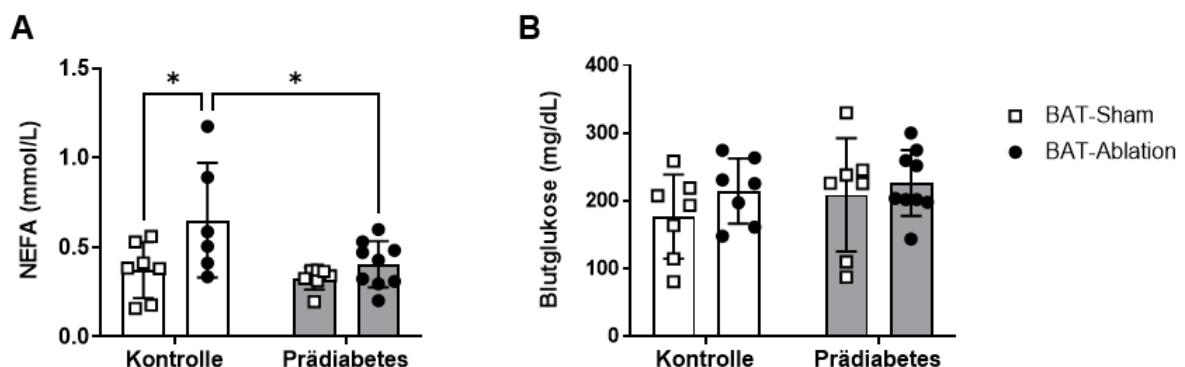 A
NEFA (mmol/L)
1.5
1.0
0.5
0.0
*
*
Kontrolle
Prädiabetes
B
Blutglukose (mg/dL)
400
300
200
100
0
Kontrolle
Prädiabetes
BAT-Sham
BAT-Ablation